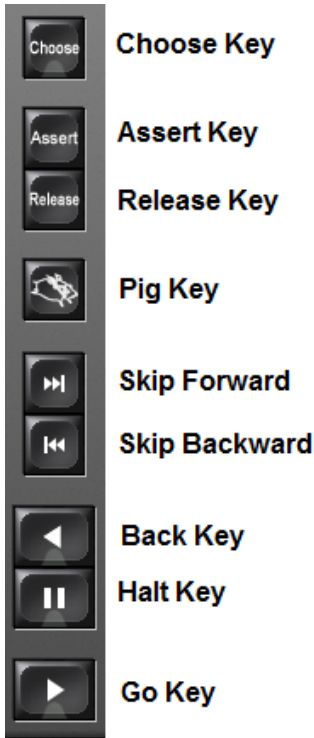 Choose Choose Key
Assert Assert Key
Release Release Key
Pig Key
Skip Forward
Skip Backward
Back Key
Halt Key
Go Key